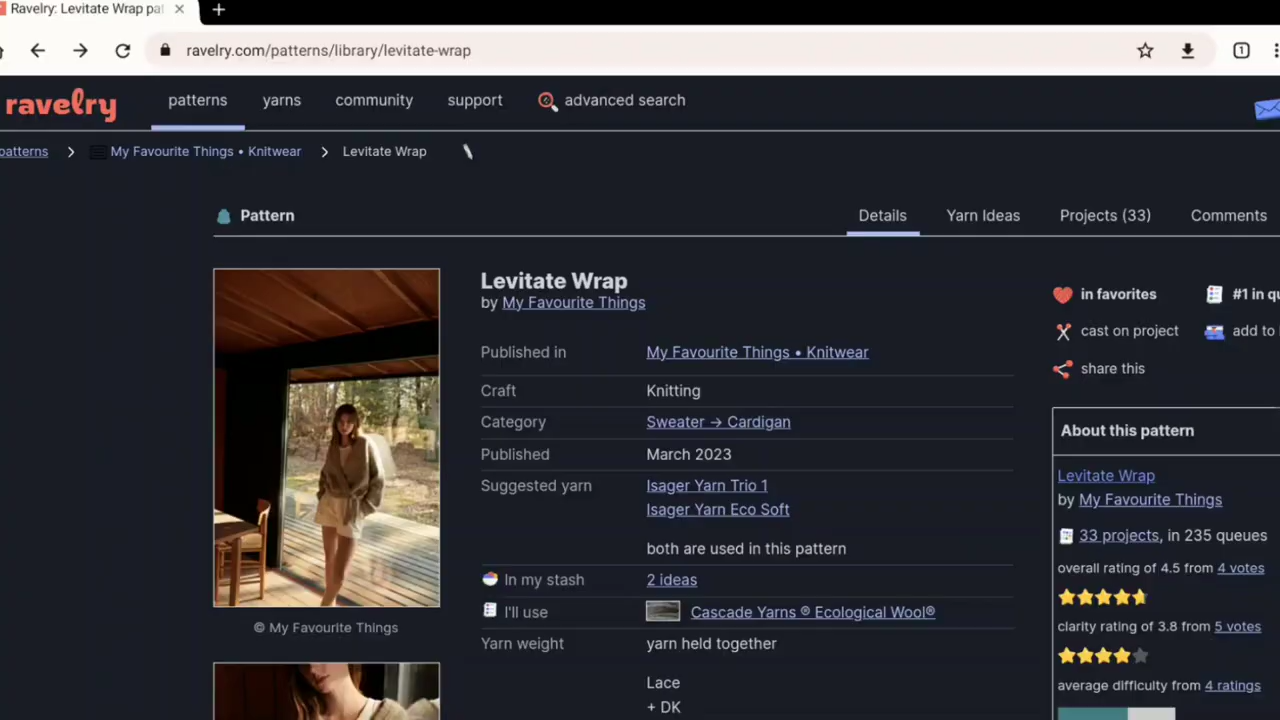 Ravelry: Levitate Wrap pa
ravelry.com/patterns/library/levitate-wrap
1
ravelry
patterns
yarns
community
support
advanced search
patterns
My Favourite Things • Knitwear
Levitate Wrap
Pattern
Details
Yarn Ideas
Projects (33)
Comments
Levitate Wrap
by My Favourite Things
Published in My Favourite Things • Knitwear
Craft Knitting
Category Sweater → Cardigan
Published March 2023
Suggested yarn Isager Yarn Trio 1
Isager Yarn Eco Soft
both are used in this pattern
In my stash 2 ideas
I'll use Cascade Yarns ® Ecological Wool®
Yarn weight yarn held together
Lace
+ DK
© My Favourite Things
in favorites
#1 in qu
cast on project
add to
share this
About this pattern
Levitate Wrap
by My Favourite Things
33 projects, in 235 queues
overall rating of 4.5 from 4 votes
clarity rating of 3.8 from 5 votes
average difficulty from 4 ratings